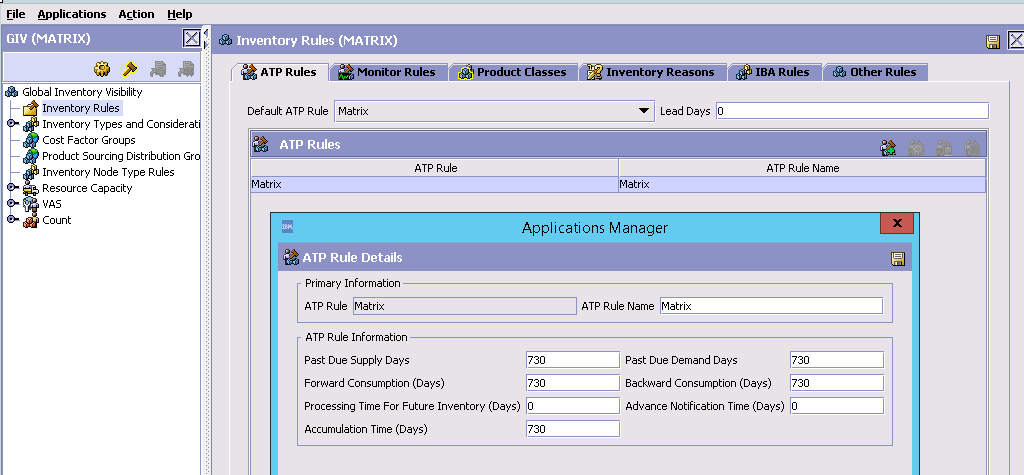 File Applications Action Help
GIV (MATRIX)
Global Inventory Visibility
Inventory Rules
Inventory Types and Considerati
Cost Factor Groups
Product Sourcing Distribution Gro
Inventory Node Type Rules
Resource Capacity
VAS
Count
Inventory Rules (MATRIX)
ATP Rules Monitor Rules Product Classes Inventory Reasons IBA Rules Other Rules
Default ATP Rule Matrix Lead Days 0
ATP Rules
ATP Rule ATP Rule Name
Matrix Matrix
IBM Applications Manager X
ATP Rule Details
Primary Information
ATP Rule Matrix ATP Rule Name Matrix
ATP Rule Information
Past Due Supply Days 730 Past Due Demand Days 730
Forward Consumption (Days) 730 Backward Consumption (Days) 730
Processing Time For Future Inventory (Days) 0 Advance Notification Time (Days) 0
Accumulation Time (Days) 730